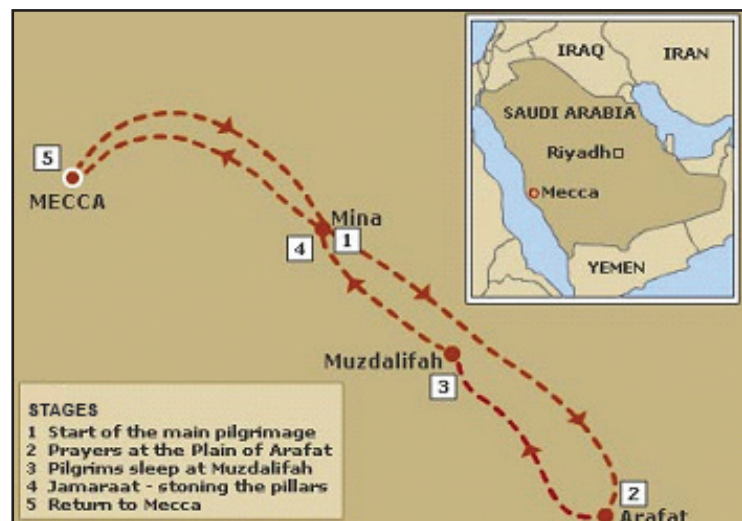 IRAQ
IRAN
SAUDI ARABIA
Riyadh
Mecca
YEMEN
5
MECCA
Mina
4
1
Muzdalifah
3
2
Arafat
STAGES
1 Start of the main pilgrimage
2 Prayers at the Plain of Arafat
3 Pilgrims sleep at Muzdalifah
4 Jamaraat - stoning the pillars
5 Return to Mecca